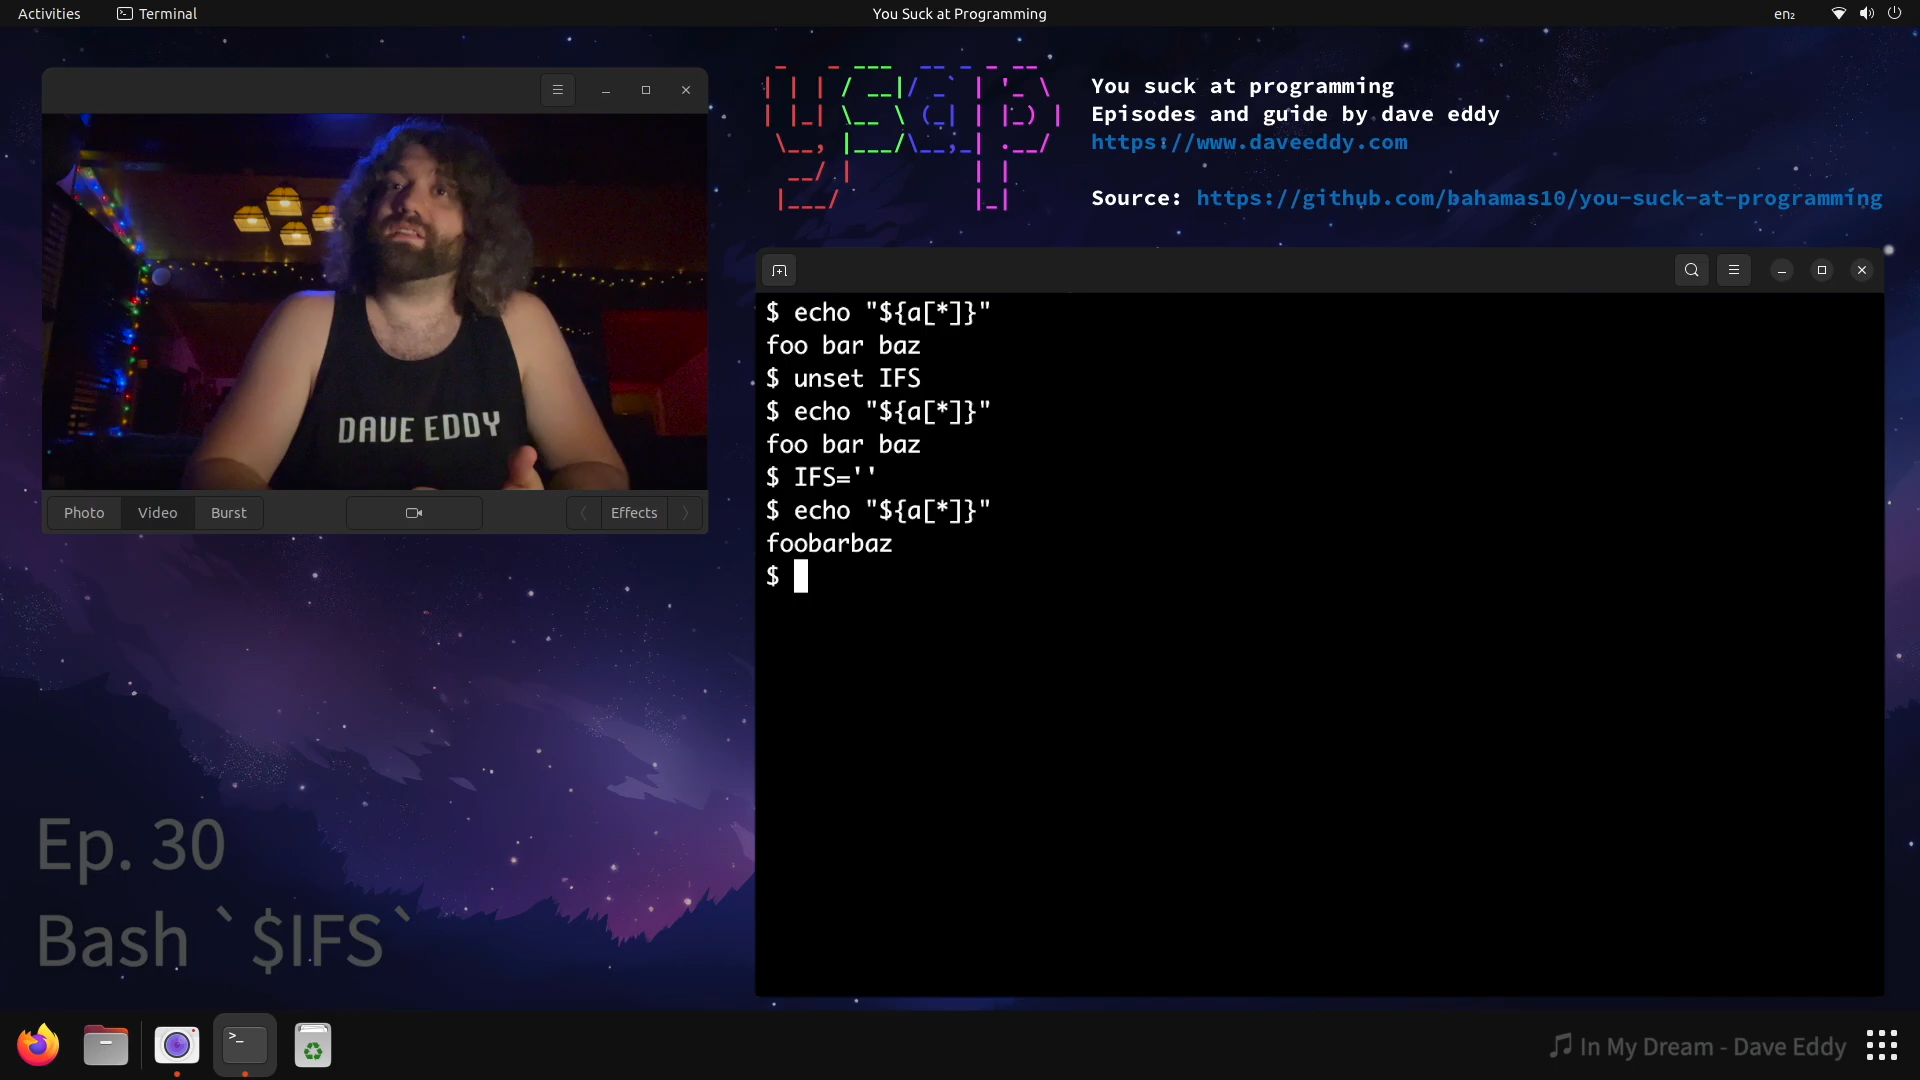 Activities
Terminal
You Suck at Programming
en₂
You suck at programming
Episodes and guide by dave eddy
https://www.daveeddy.com
Source: https://github.com/bahamas10/you-suck-at-programming
DAVE EDDY
Photo
Video
Burst
Effects
$ echo "${a[*]}"
foo bar baz
$ unset IFS
$ echo "${a[*]}"
foo bar baz
$ IFS=''
$ echo "${a[*]}"
foobarbaz
$
Ep. 30
Bash `$IFS`
In My Dream - Dave Eddy